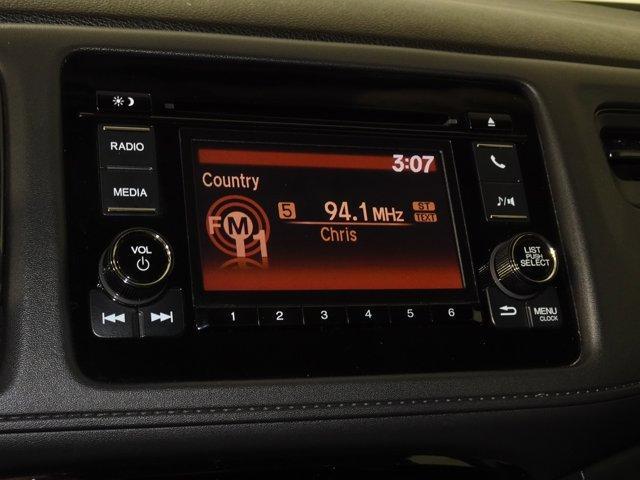 RADIO
MEDIA
VOL
3:07
Country
FM1
5 94.1 MHz ST
TEXT
Chris
LIST
PUSH
SELECT
MENU
CLOCK
1 2 3 4 5 6